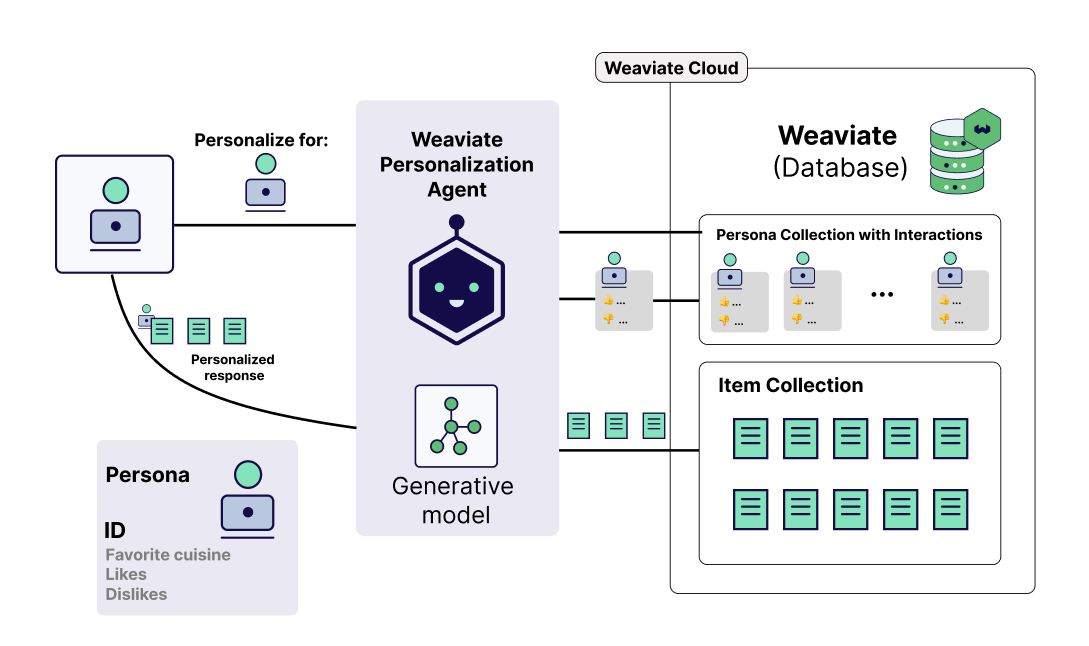 Weaviate Cloud
Personalize for:
Weaviate
Personalization
Agent
Weaviate
(Database)
Persona Collection with Interactions
👍...
👎 ...
👍...
👎 ...
👍...
👎 ...
...
👍...
👎 ...
Personalized
response
Item Collection
Generative
model
Persona
ID
Favorite cuisine
Likes
Dislikes